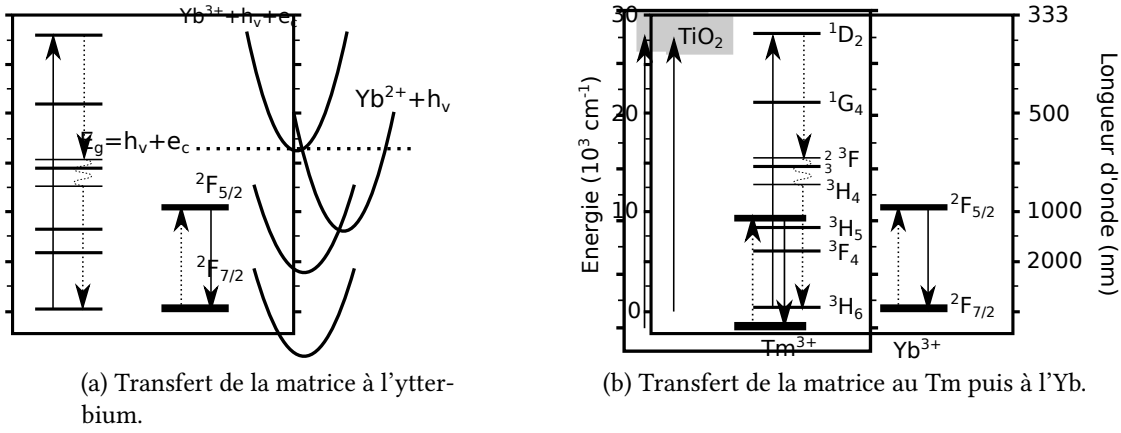 Yb³⁺+hᵥ+e꜀
Yb²⁺+hᵥ
E_g=hᵥ+e꜀
²F₅/₂
²F₇/₂
(a) Transfert de la matrice à l'ytter-
bium.
Energie (10³ cm⁻¹)
30
20
10
0
TiO₂
¹D₂
¹G₄
2 ³F
3
³H₄
³H₅
³F₄
³H₆
Tm³⁺
²F₅/₂
²F₇/₂
Yb³⁺
333
500
1000
2000
Longueur d'onde (nm)
(b) Transfert de la matrice au Tm puis à l'Yb.